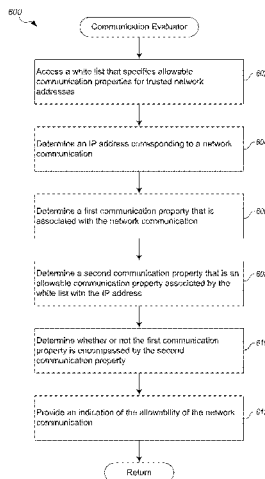 600
Communication Evaluator
Access a white list that specifies allowable
communication properties for trusted network
addresses
Determine an IP address corresponding to a network
communication
Determine a first communication property that is
associated with the network communication
Determine a second communication property that is an
allowable communication property associated by the
white list with the IP address
Determine whether or not the first communication
property is encompassed by the second
communication property
Provide an indication of the allowability of the network
communication
Return